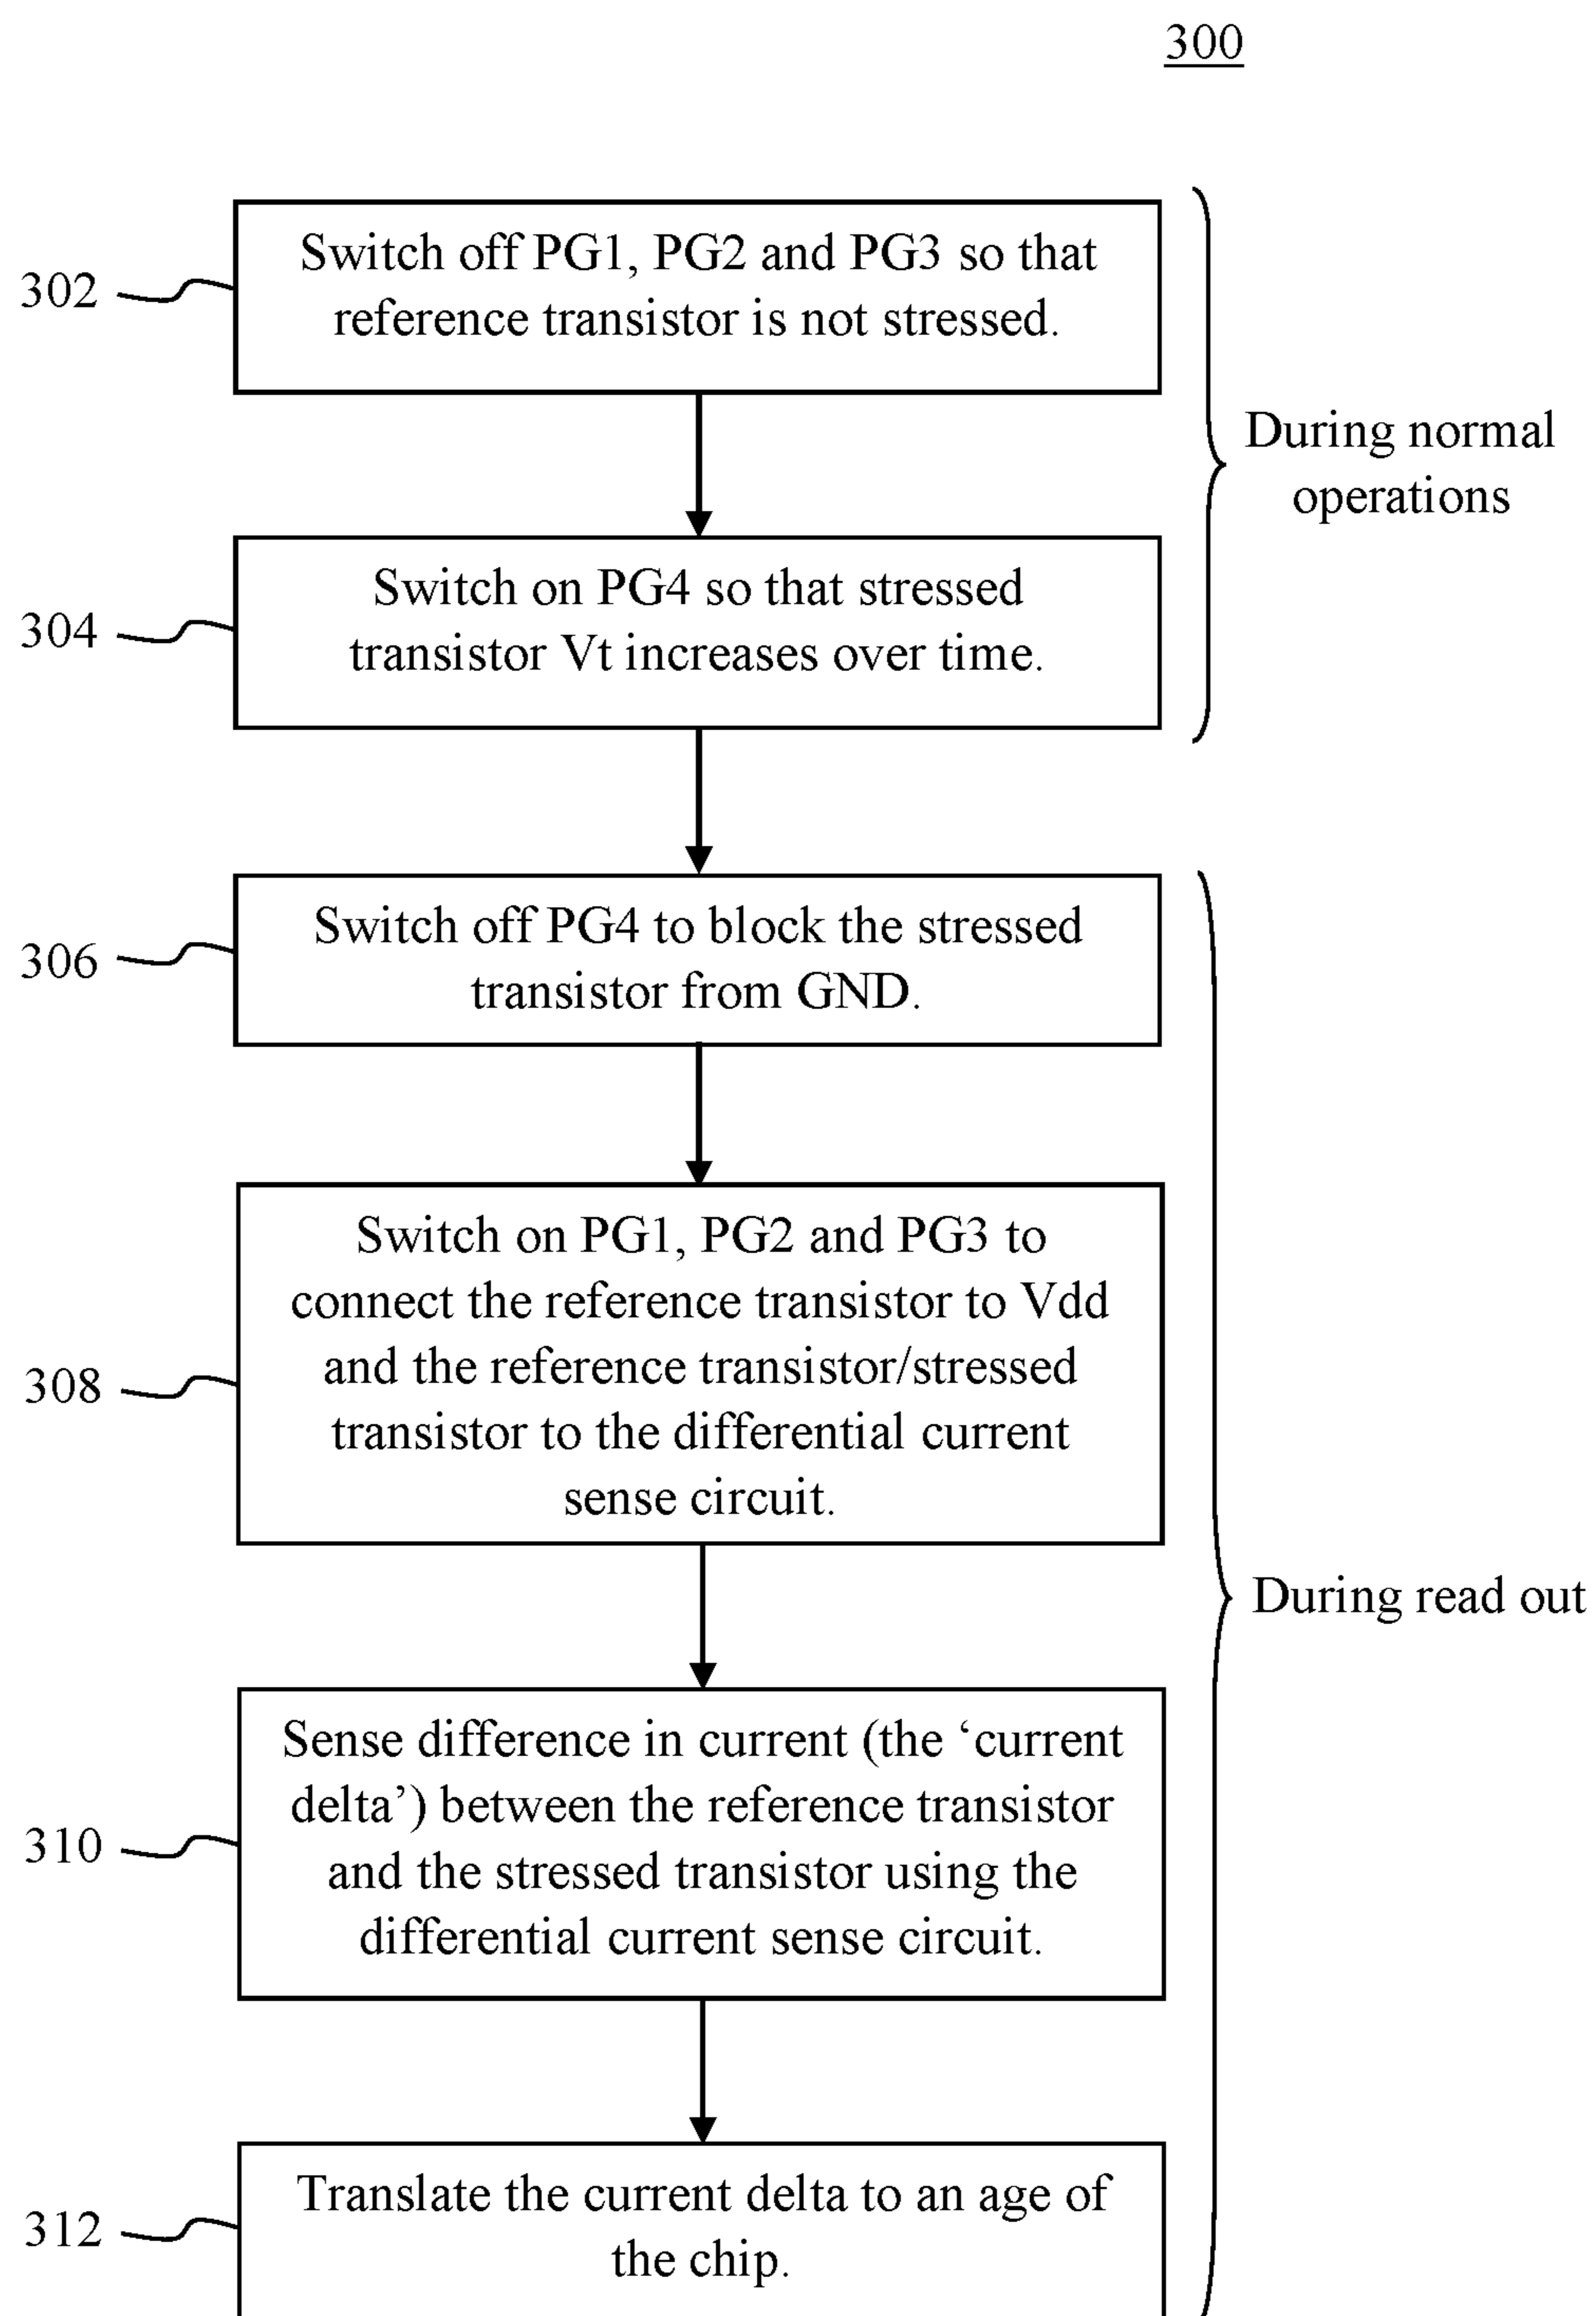 300
302
Switch off PG1, PG2 and PG3 so that
reference transistor is not stressed.
During normal
operations
304
Switch on PG4 so that stressed
transistor Vt increases over time.
306
Switch off PG4 to block the stressed
transistor from GND.
308
Switch on PG1, PG2 and PG3 to
connect the reference transistor to Vdd
and the reference transistor/stressed
transistor to the differential current
sense circuit.
During read out
310
Sense difference in current (the ‘current
delta’) between the reference transistor
and the stressed transistor using the
differential current sense circuit.
312
Translate the current delta to an age of
the chip.